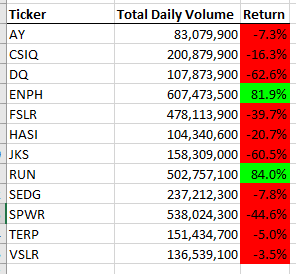 Ticker Total Daily Volume Return
AY 83,079,900 -7.3%
CSIQ 200,879,900 -16.3%
DQ 107,873,900 -62.6%
ENPH 607,473,500 81.9%
FSLR 478,113,900 -39.7%
HASI 104,340,600 -20.7%
JKS 158,309,000 -60.5%
RUN 502,757,100 84.0%
SEDG 237,212,300 -7.8%
SPWR 538,024,300 -44.6%
TERP 151,434,700 -5.0%
VSLR 136,539,100 -3.5%